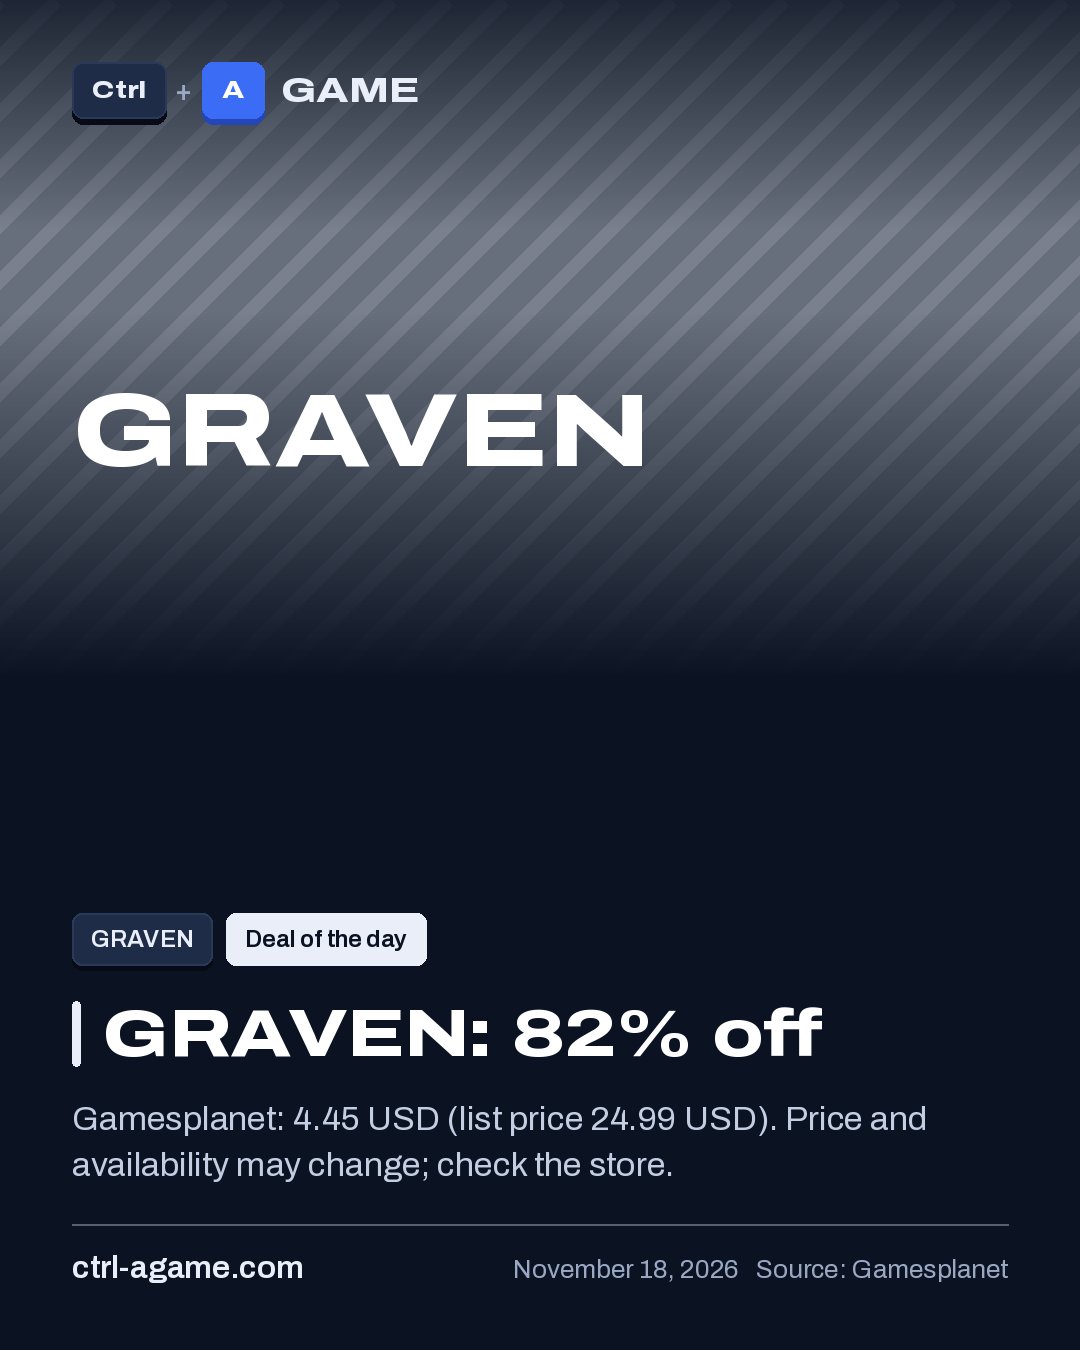 Ctrl + A GAME
GRAVEN
GRAVEN Deal of the day
GRAVEN: 82% off
Gamesplanet: 4.45 USD (list price 24.99 USD). Price and
availability may change; check the store.
ctrl-agame.com November 18, 2026 Source: Gamesplanet